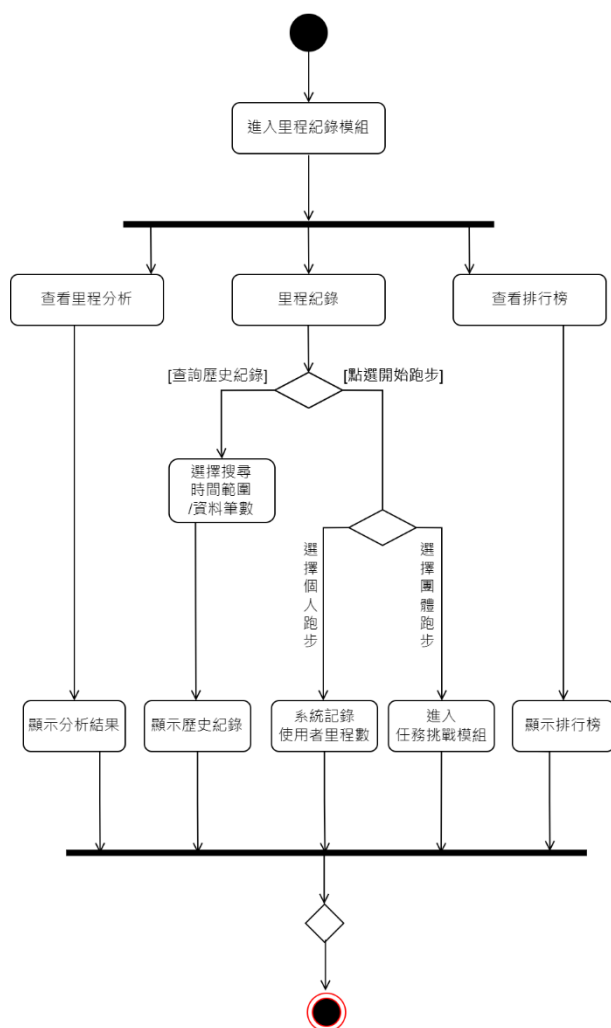 進入里程紀錄模組
查看里程分析
里程紀錄
查看排行榜
[查詢歷史紀錄]
[點選開始跑步]
選擇搜尋
時間範圍
/資料筆數
選擇個人跑步
選擇團體跑步
顯示分析結果
顯示歷史紀錄
系統記錄
使用者里程數
進入
任務挑戰模組
顯示排行榜